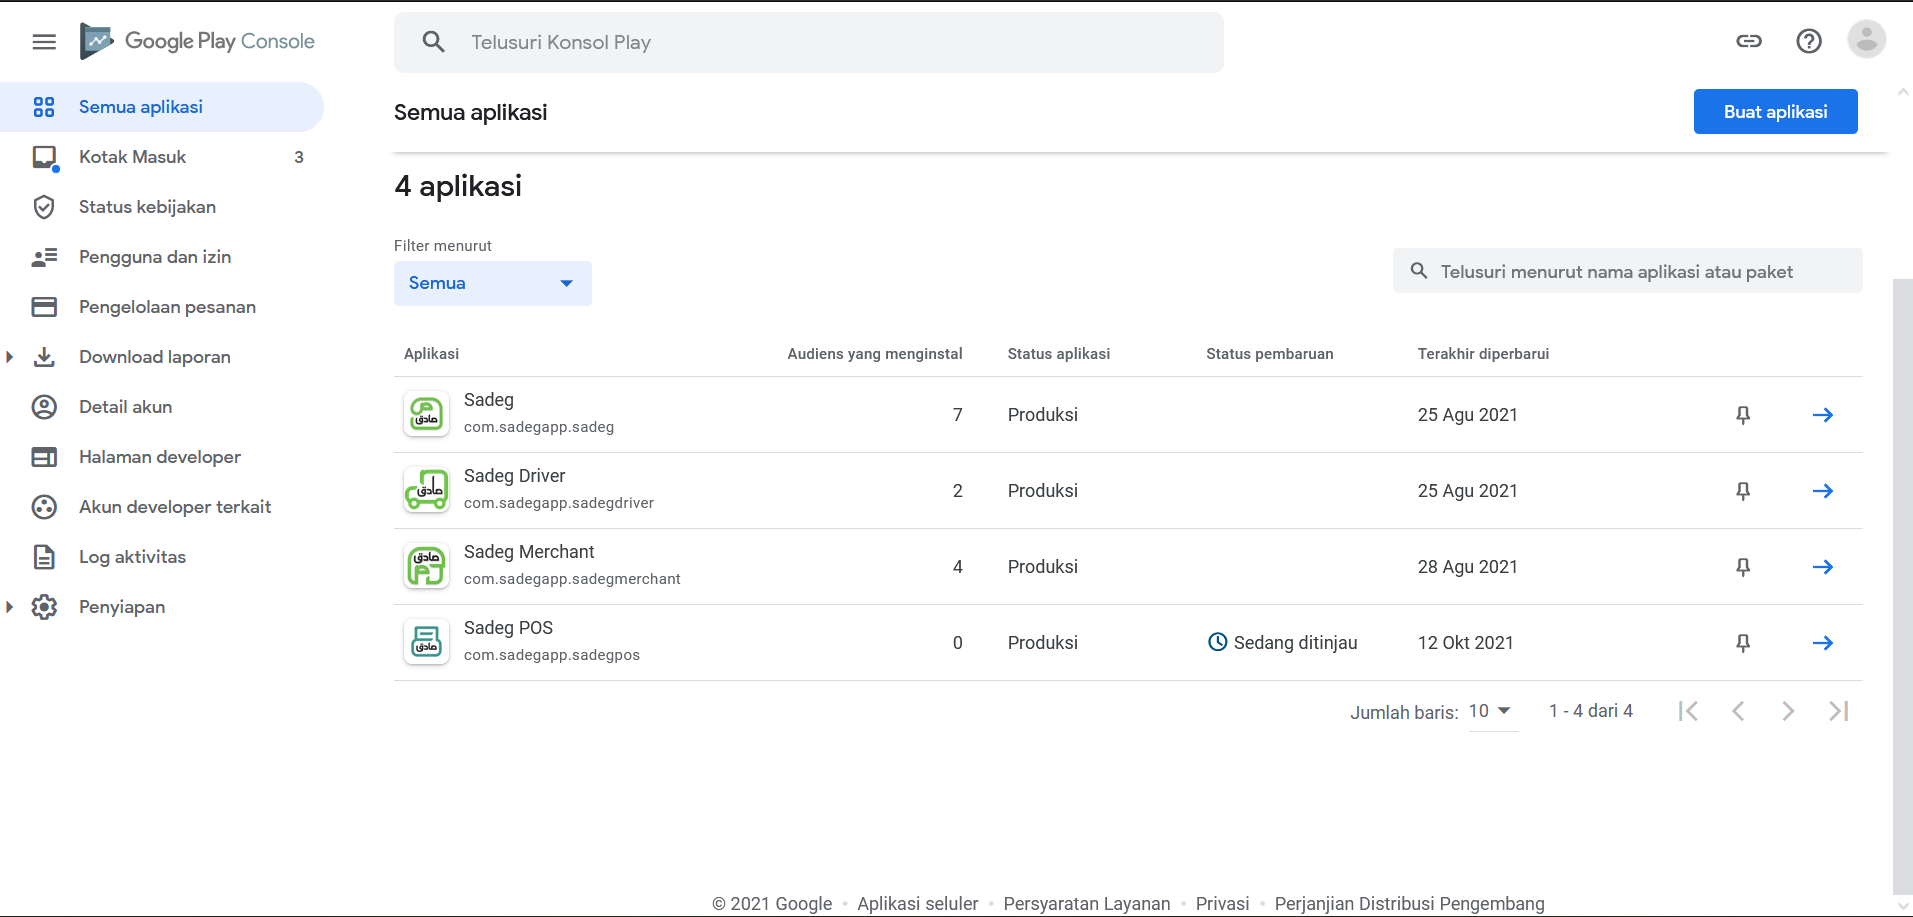 Google Play Console
Telusuri Konsol Play
Semua aplikasi
Kotak Masuk 3
Status kebijakan
Pengguna dan izin
Pengelolaan pesanan
Download laporan
Detail akun
Halaman developer
Akun developer terkait
Log aktivitas
Penyiapan
Semua aplikasi
Buat aplikasi
4 aplikasi
Filter menurut
Semua
Telusuri menurut nama aplikasi atau paket
Aplikasi Audiens yang menginstal Status aplikasi Status pembaruan Terakhir diperbarui
صادق
Sadeg
com.sadegapp.sadeg
7 Produksi 25 Agu 2021
صادق
Sadeg Driver
com.sadegapp.sadegdriver
2 Produksi 25 Agu 2021
صادق
Sadeg Merchant
com.sadegapp.sadegmerchant
4 Produksi 28 Agu 2021
صادق
Sadeg POS
com.sadegapp.sadegpos
0 Produksi Sedang ditinjau 12 Okt 2021
Jumlah baris: 10 1 - 4 dari 4
© 2021 Google • Aplikasi seluler • Persyaratan Layanan • Privasi • Perjanjian Distribusi Pengembang